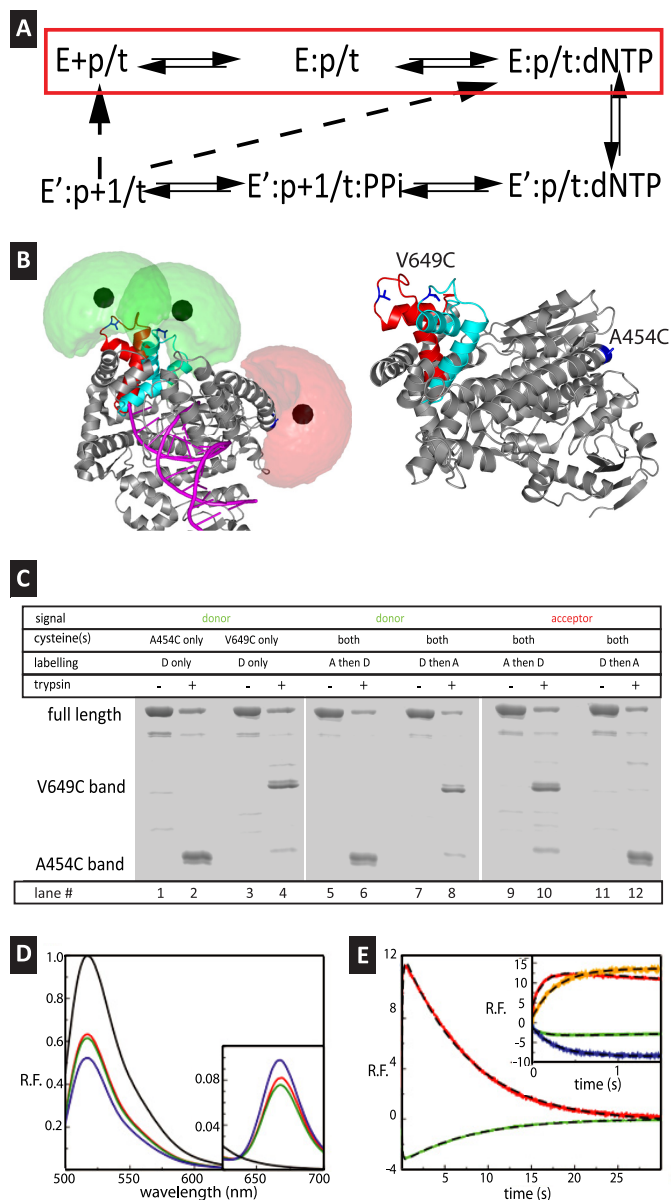 A
E+p/t E:p/t E:p/t:dNTP
E':p+1/t E':p+1/t:PPi E':p/t:dNTP
B
V649C
A454C
C
signal donor donor acceptor
cysteine(s) A454C only V649C only both both both both
labelling D only D only A then D D then A A then D D then A
trypsin - + - + - + - + - + - +
full length
V649C band
A454C band
lane # 1 2 3 4 5 6 7 8 9 10 11 12
D
1.0
0.8
0.6
R.F.
0.4
0.2
0.08
0.04
500 550 600 650 700
wavelength (nm)
E
12
8
4
R.F.
0
-4
5 10 15 20 25
time (s)
15
10
5
R.F.
0
-5
-10
0 1
time (s)